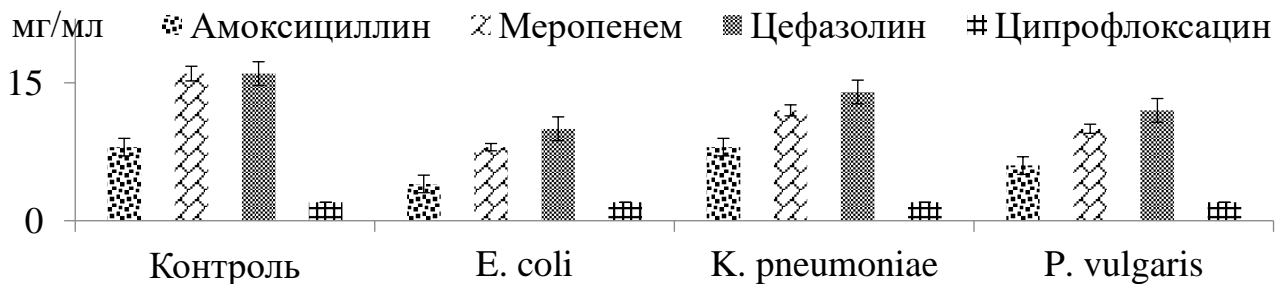 мг/мл Амоксициллин Меропенем Цефазолин Ципрофлоксацин
15
0
Контроль E. coli K. pneumoniae P. vulgaris